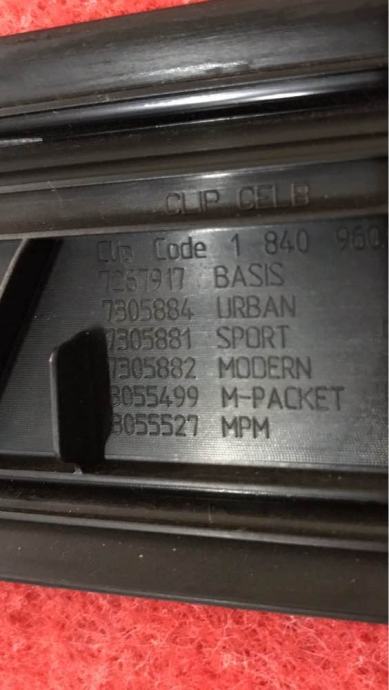 CLIP GELB
Clip Code 1 840 960
7267917 BASIS
7305884 URBAN
7305881 SPORT
7305882 MODERN
8055499 M-PACKET
8055527 MPM